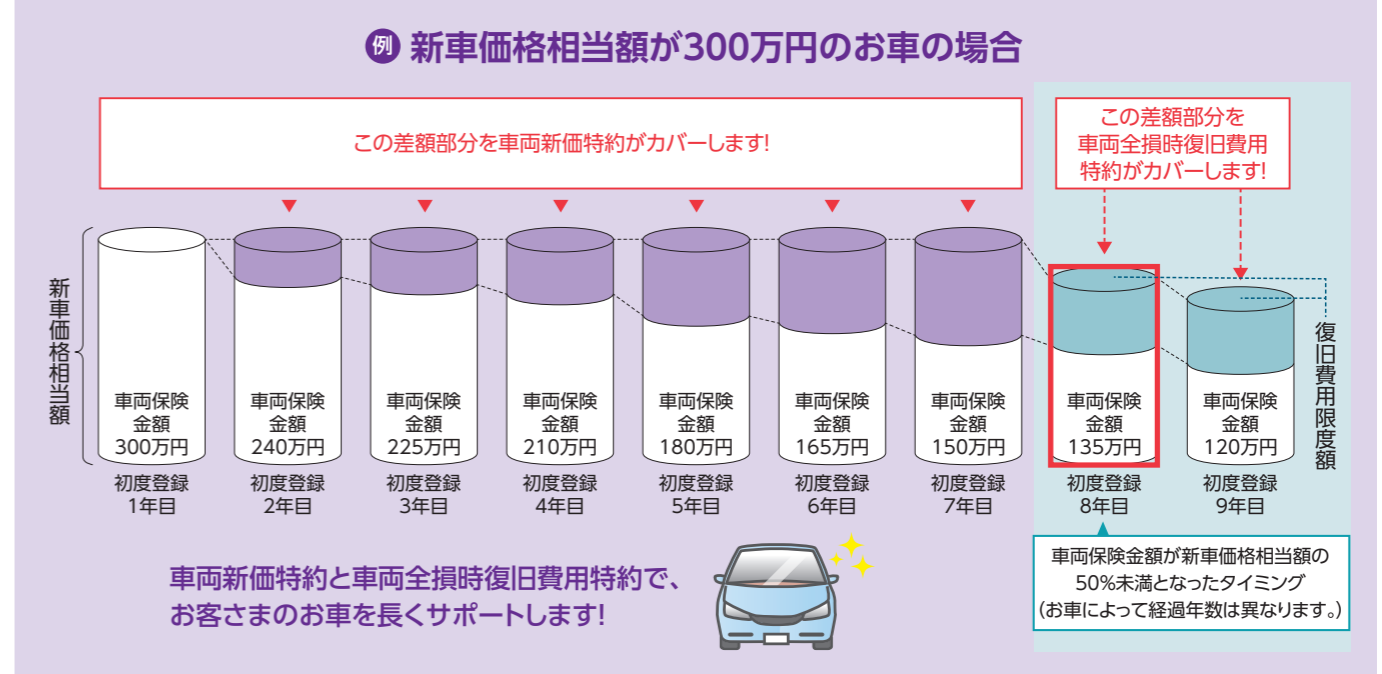 例 新車価格相当額が300万円のお車の場合
この差額部分を車両新価特約がカバーします!
この差額部分を
車両全損時復旧費用
特約がカバーします!
新車価格相当額
車両保険
金額
300万円
初度登録
1年目
車両保険
金額
240万円
初度登録
2年目
車両保険
金額
225万円
初度登録
3年目
車両保険
金額
210万円
初度登録
4年目
車両保険
金額
180万円
初度登録
5年目
車両保険
金額
165万円
初度登録
6年目
車両保険
金額
150万円
初度登録
7年目
車両保険
金額
135万円
初度登録
8年目
車両保険
金額
120万円
初度登録
9年目
復旧費用限度額
車両保険金額が新車価格相当額の
50%未満となったタイミング
(お車によって経過年数は異なります。)
車両新価特約と車両全損時復旧費用特約で、
お客さまのお車を長くサポートします!